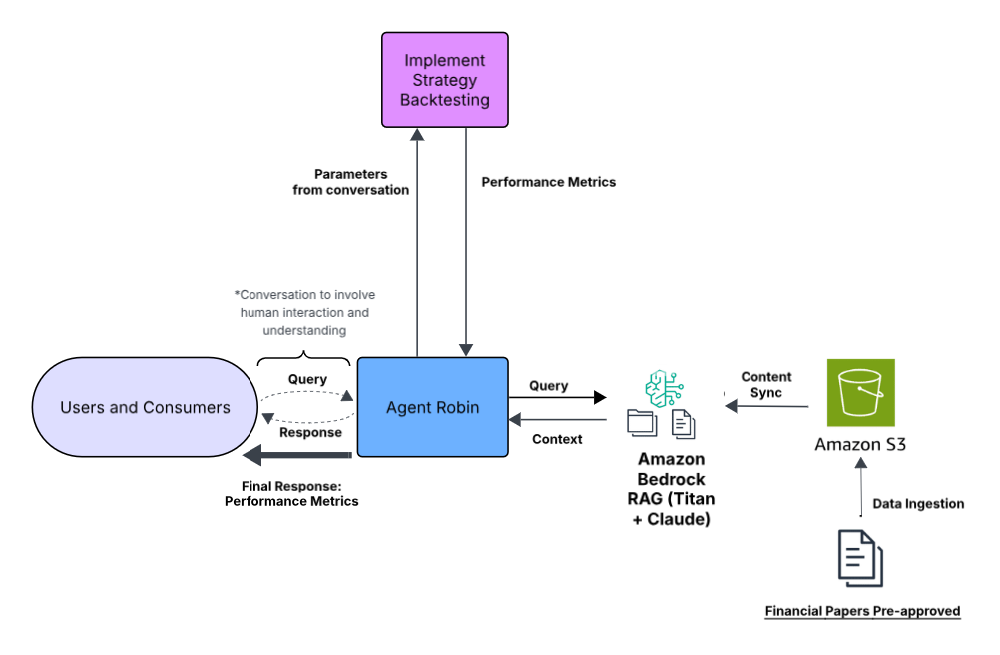 Implement
Strategy
Backtesting
Parameters
from conversation
Performance Metrics
*Conversation to involve
human interaction and
understanding
Users and Consumers
Query
Response
Agent Robin
Final Response:
Performance Metrics
Query
Context
Amazon
Bedrock
RAG (Titan
+ Claude)
Content
Sync
Amazon S3
Data Ingestion
Financial Papers Pre-approved